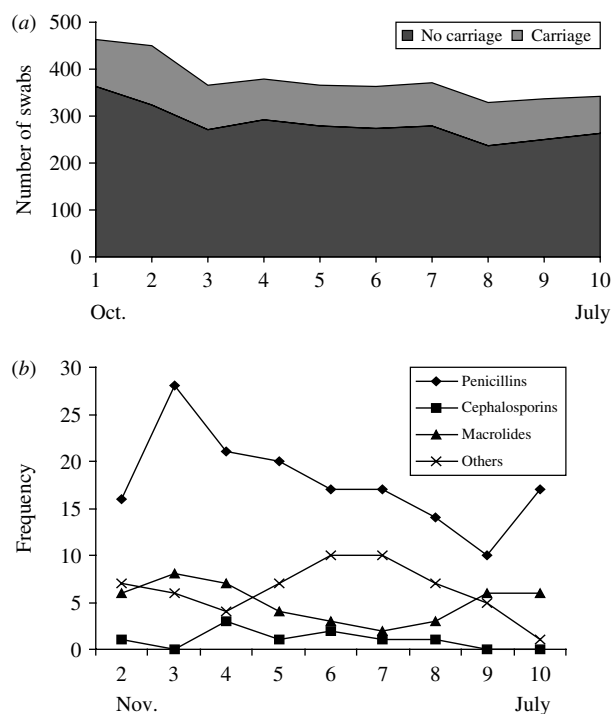 (a)
500
400
300
200
100
0
Number of swabs
No carriage
Carriage
1 2 3 4 5 6 7 8 9 10
Oct. July
(b)
30
25
20
15
10
5
0
Frequency
Penicillins
Cephalosporins
Macrolides
Others
2 3 4 5 6 7 8 9 10
Nov. July